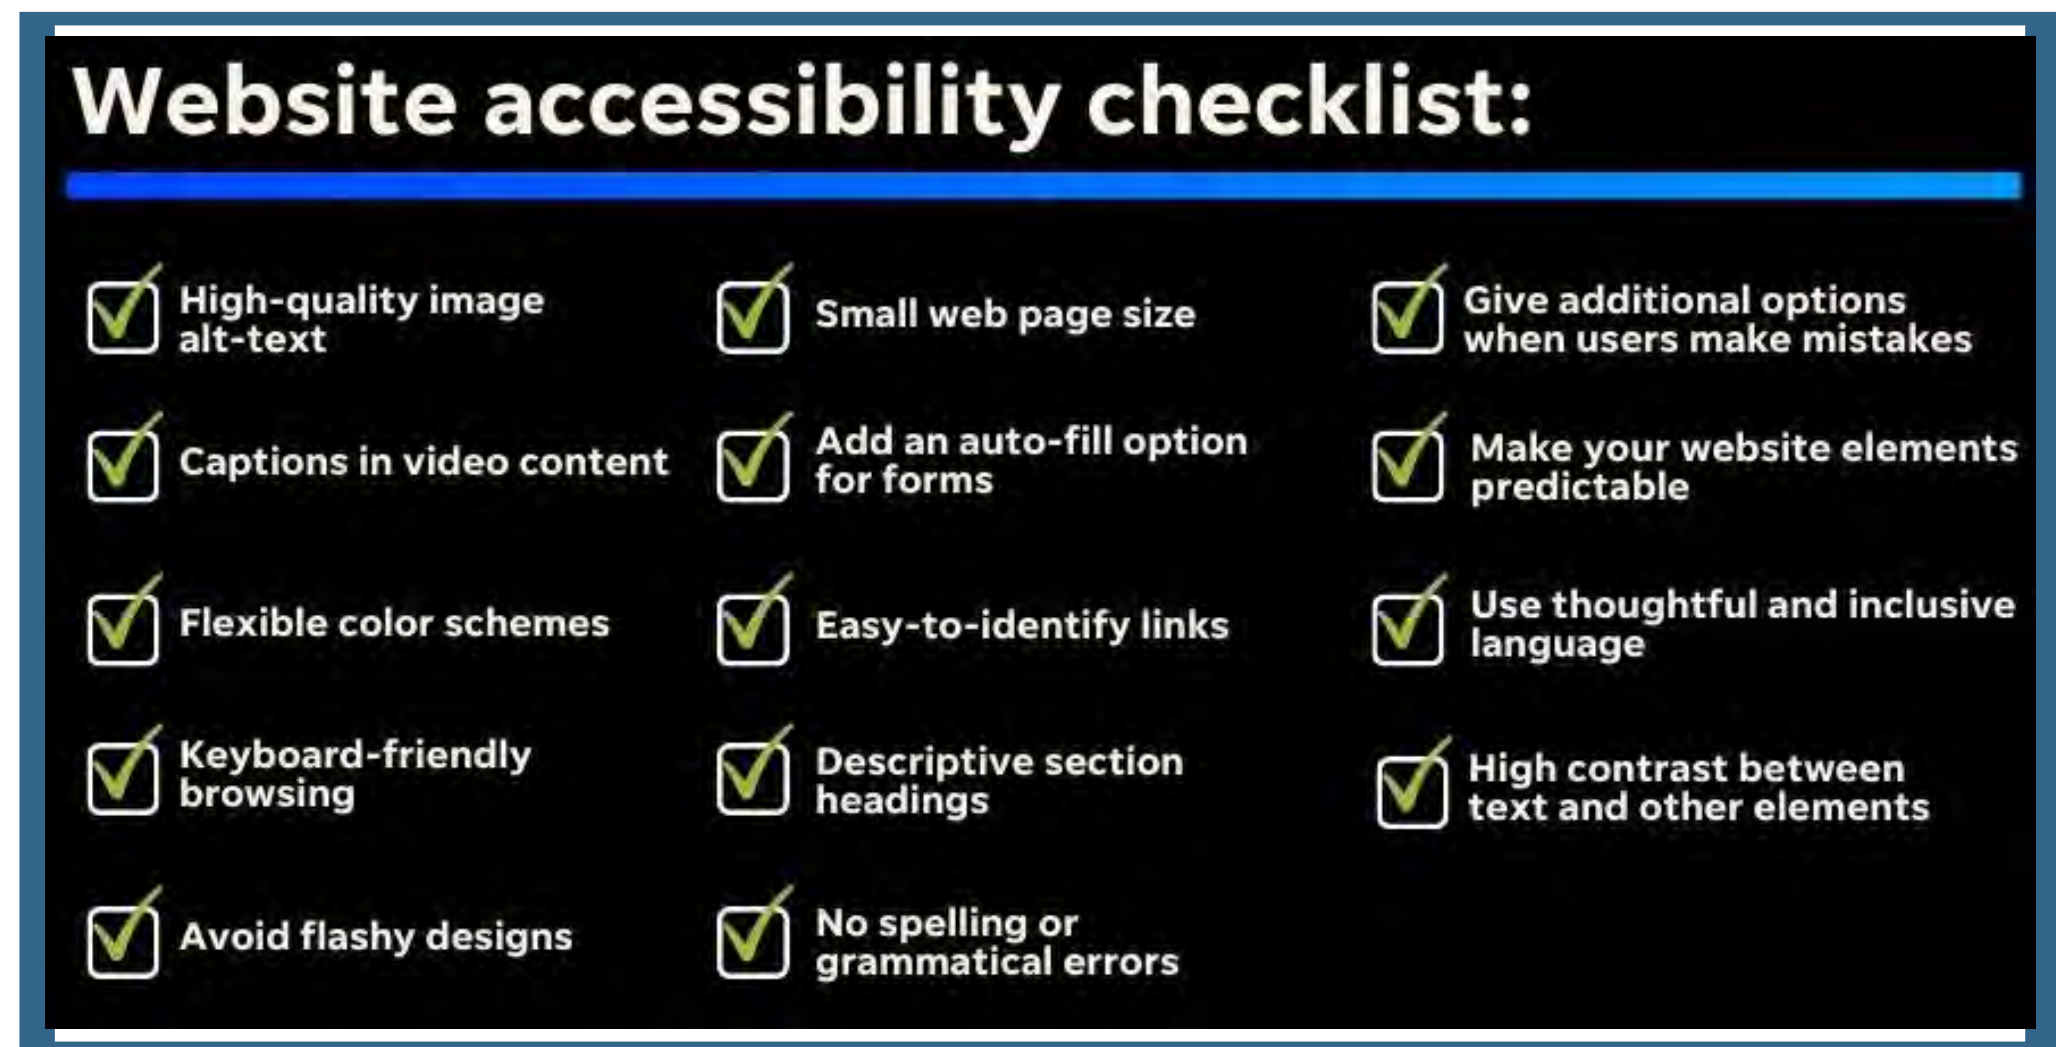 Website accessibility checklist:
High-quality image
alt-text
Captions in video content
Flexible color schemes
Keyboard-friendly
browsing
Avoid flashy designs
Small web page size
Add an auto-fill option
for forms
Easy-to-identify links
Descriptive section
headings
No spelling or
grammatical errors
Give additional options
when users make mistakes
Make your website elements
predictable
Use thoughtful and inclusive
language
High contrast between
text and other elements